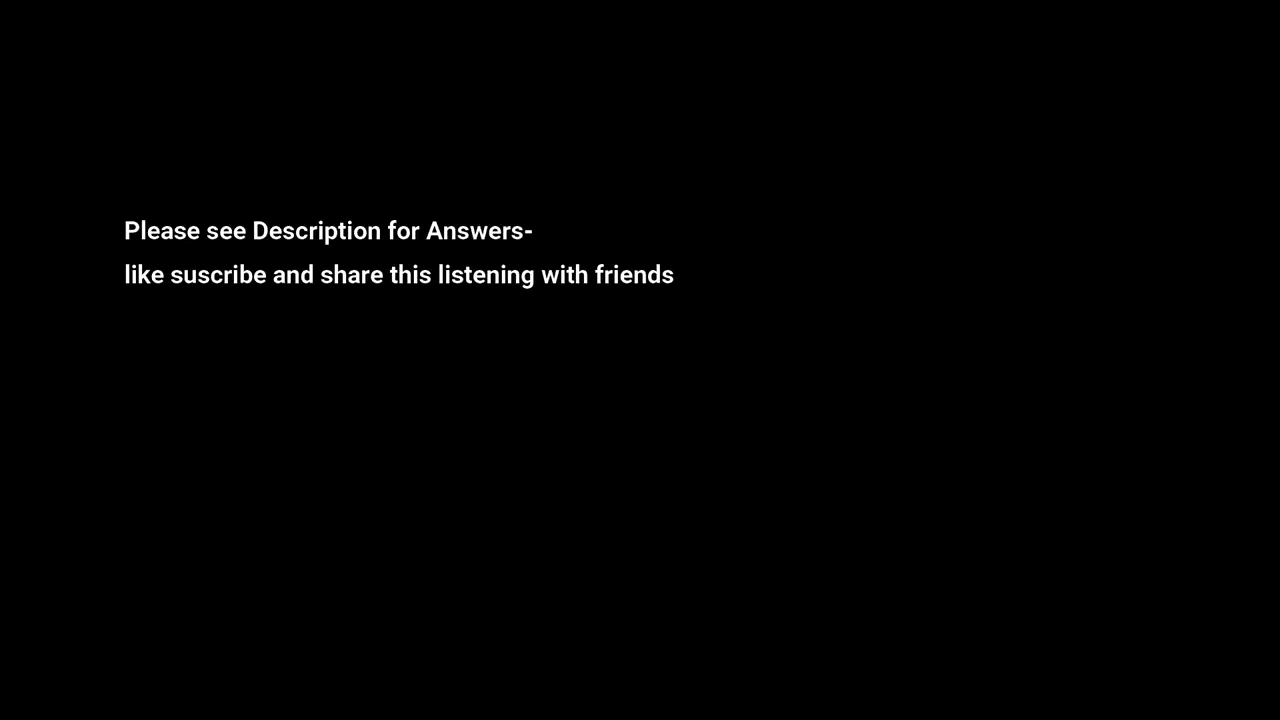 Please see Description for Answers-
like suscribe and share this listening with friends